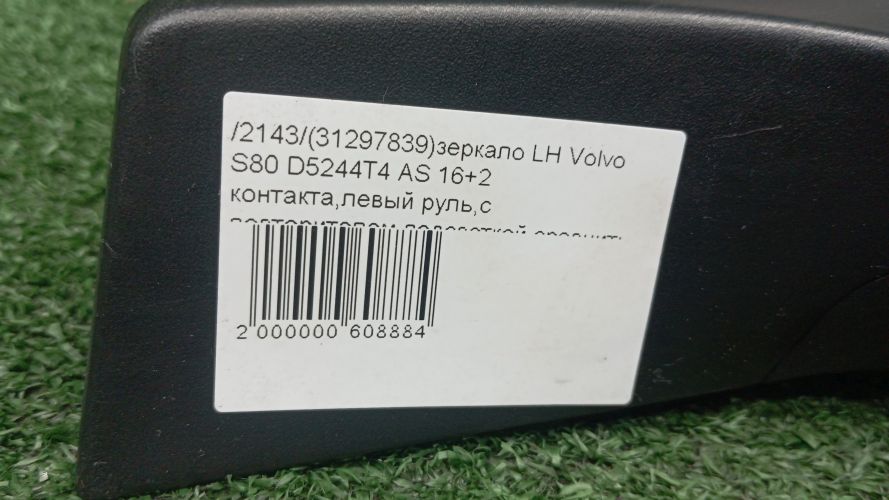 /2143/(31297839)зеркало LH Volvo
S80 D5244T4 AS 16+2
контакта,левый руль,с
2 000000 608884